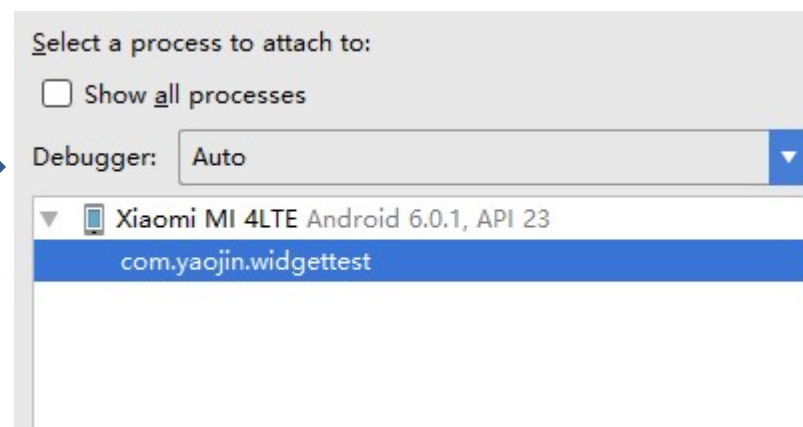 Select a process to attach to:
Show all processes
Debugger: Auto
Xiaomi MI 4LTE Android 6.0.1, API 23
com.yaojin.widgettest